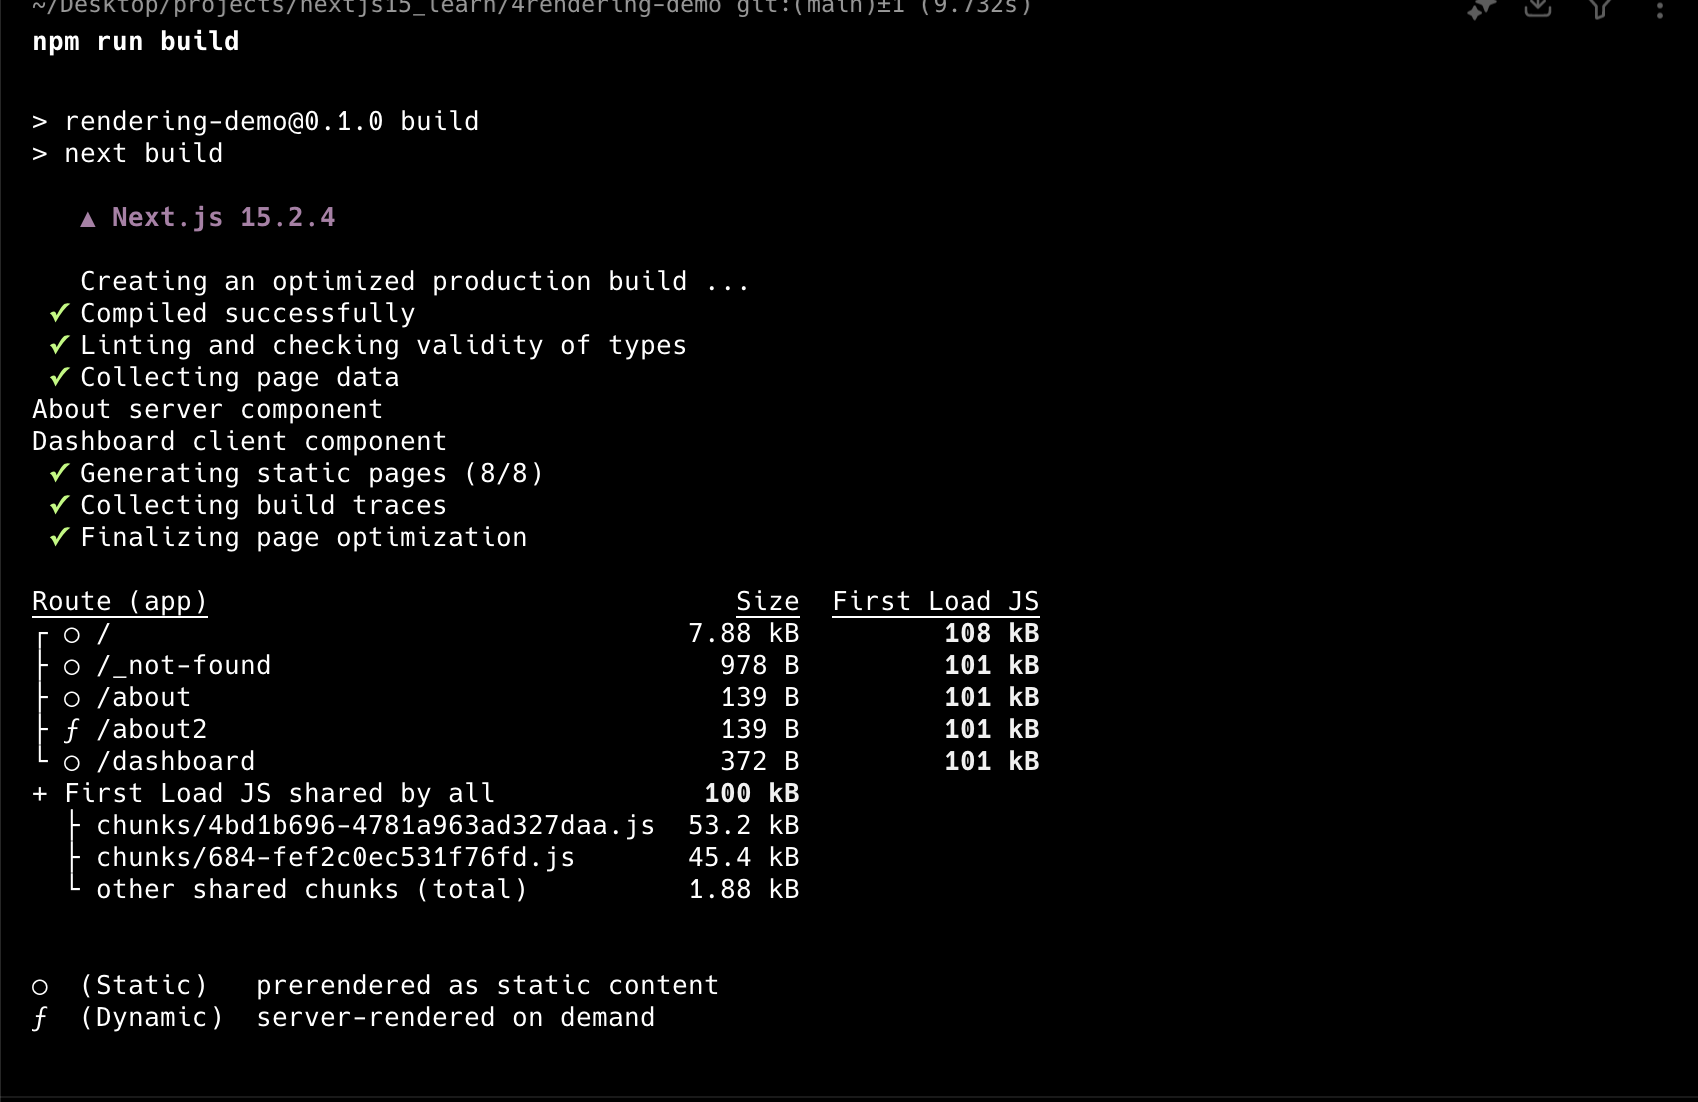 ~/Desktop/projects/nextjs15_learn/4rendering-demo git:(main)±1 (9.732s)
npm run build
> rendering-demo@0.1.0 build
> next build
▲ Next.js 15.2.4
Creating an optimized production build ...
✓ Compiled successfully
✓ Linting and checking validity of types
✓ Collecting page data
About server component
Dashboard client component
✓ Generating static pages (8/8)
✓ Collecting build traces
✓ Finalizing page optimization
Route (app) Size First Load JS
┌ ○ / 7.88 kB 108 kB
├ ○ /_not-found 978 B 101 kB
├ ○ /about 139 B 101 kB
├ ƒ /about2 139 B 101 kB
└ ○ /dashboard 372 B 101 kB
+ First Load JS shared by all 100 kB
├ chunks/4bd1b696-4781a963ad327daa.js 53.2 kB
├ chunks/684-fef2c0ec531f76fd.js 45.4 kB
└ other shared chunks (total) 1.88 kB
○ (Static) prerendered as static content
ƒ (Dynamic) server-rendered on demand